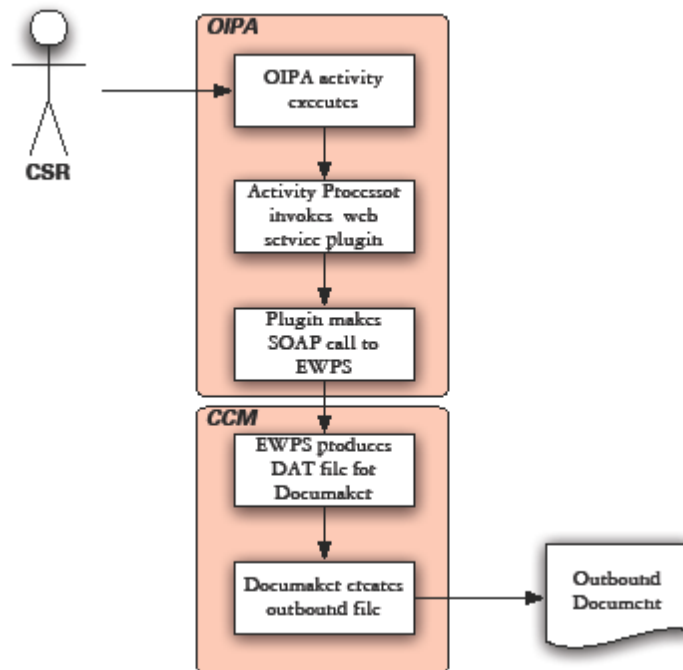 OIPA
OIPA activity
executes
CSR
Activity Processor
invokes web
service plugin
Plugin makes
SOAP call to
EWPS
CCM
EWPS produces
DAT file for
Documaker
Documaker creates
outbound file
Outbound
Document